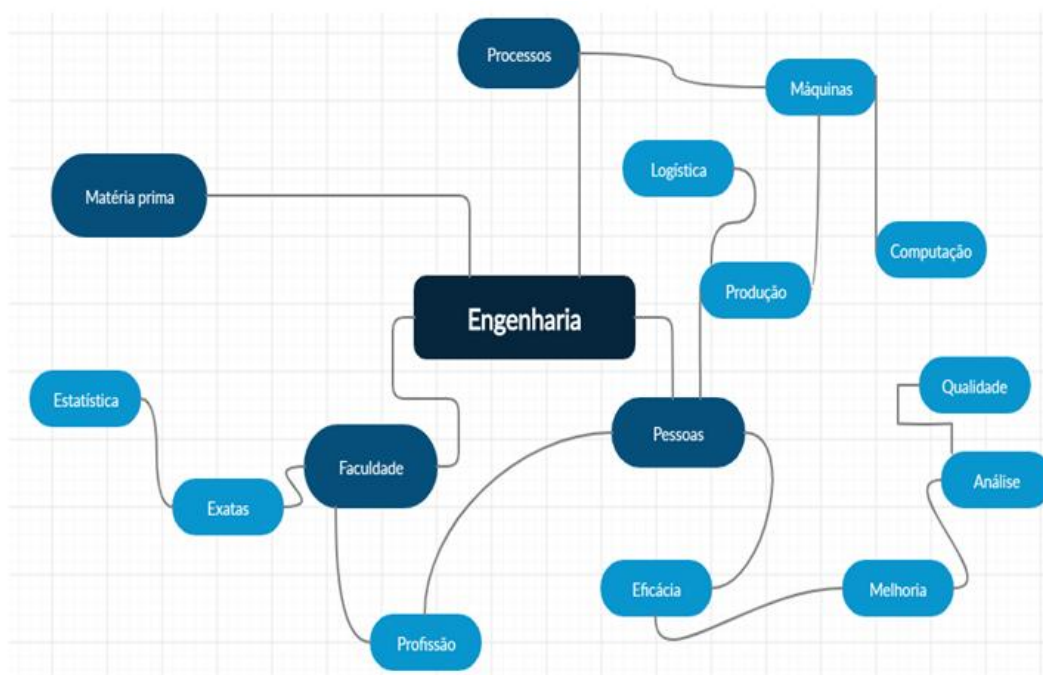 Processos
Máquinas
Logística
Matéria prima
Computação
Produção
Engenharia
Qualidade
Estatística
Pessoas
Faculdade
Análise
Exatas
Eficácia
Melhoria
Profissão